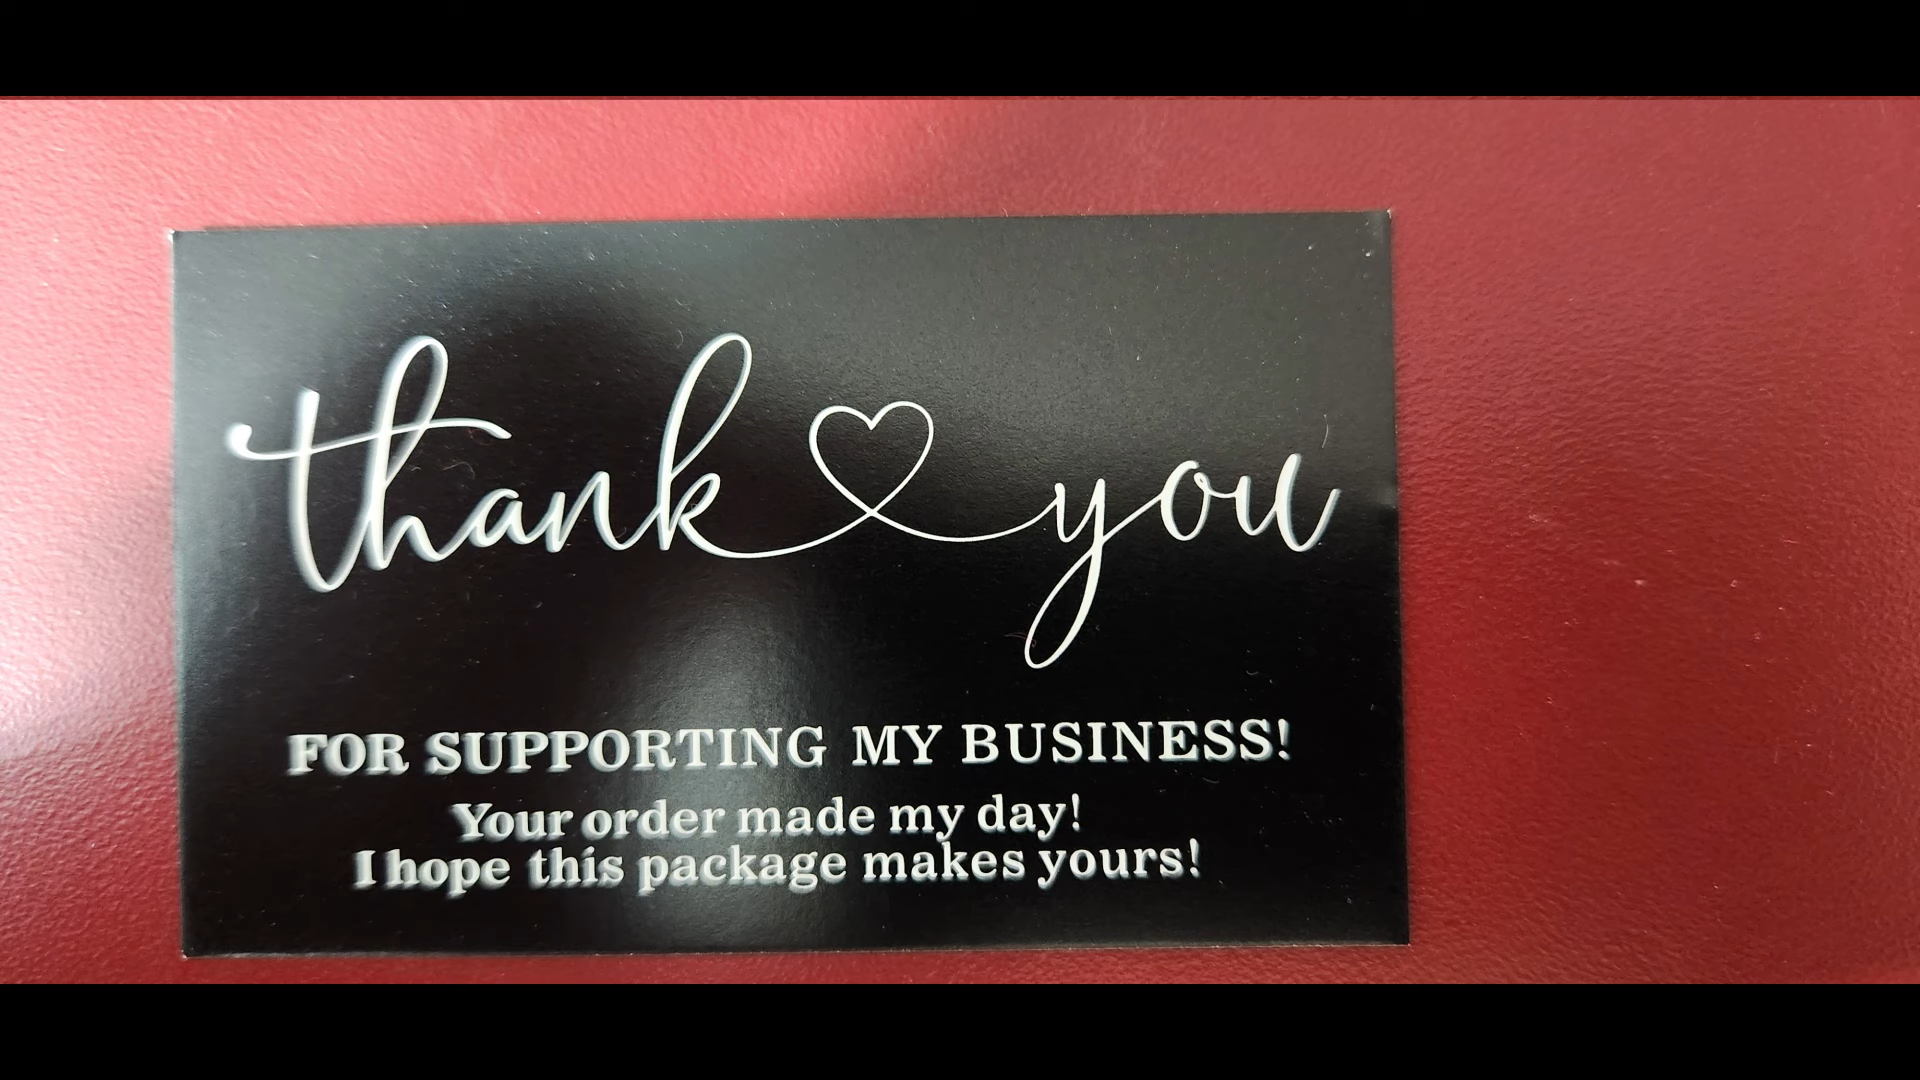 thank you
FOR SUPPORTING MY BUSINESS!
Your order made my day!
I hope this package makes yours!